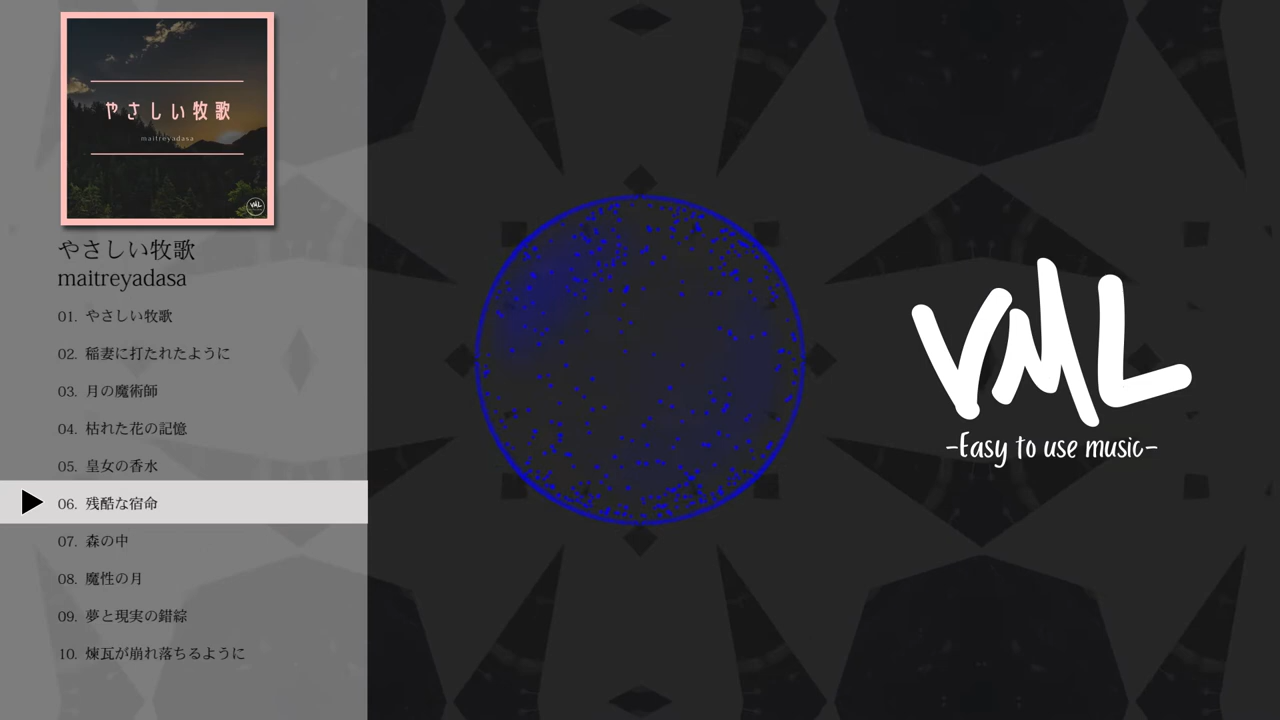 やさしい牧歌
maitreyadasa
VML
やさしい牧歌
maitreyadasa
01. やさしい牧歌
02. 稲妻に打たれたように
03. 月の魔術師
04. 枯れた花の記憶
05. 皇女の香水
06. 残酷な宿命
07. 森の中
08. 魔性の月
09. 夢と現実の錯綜
10. 煉瓦が崩れ落ちるように
VML
-Easy to use music-